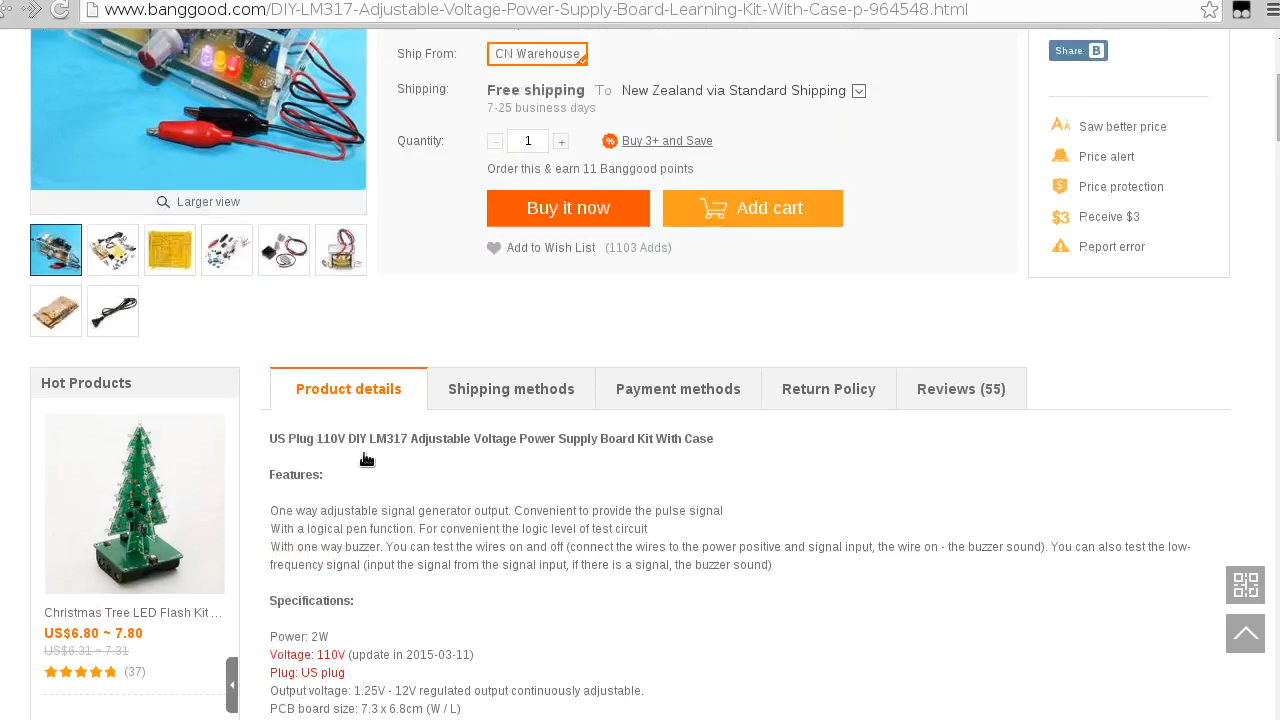 www.banggood.com/DIY-LM317-Adjustable-Voltage-Power-Supply-Board-Learning-Kit-With-Case-p-964548.html
Ship From: CN Warehouse
Shipping: Free shipping To New Zealand via Standard Shipping
7-25 business days
Quantity: - 1 + % Buy 3+ and Save
Order this & earn 11 Banggood points
Buy it now Add cart
Add to Wish List (1103 Adds)
Larger view
Share B
Saw better price
Price alert
Price protection
$3 Receive $3
Report error
Hot Products
Christmas Tree LED Flash Kit ...
US$6.80 ~ 7.80
US$6.31 ~ 7.31
(37)
Product details Shipping methods Payment methods Return Policy Reviews (55)
US Plug 110V DIY LM317 Adjustable Voltage Power Supply Board Kit With Case
Features:
One way adjustable signal generator output. Convenient to provide the pulse signal
With a logical pen function. For convenient the logic level of test circuit
With one way buzzer. You can test the wires on and off (connect the wires to the power positive and signal input, the wire on - the buzzer sound). You can also test the low-
frequency signal (input the signal from the signal input, if there is a signal, the buzzer sound)
Specifications:
Power: 2W
Voltage: 110V (update in 2015-03-11)
Plug: US plug
Output voltage: 1.25V - 12V regulated output continuously adjustable.
PCB board size: 7.3 x 6.8cm (W / L)